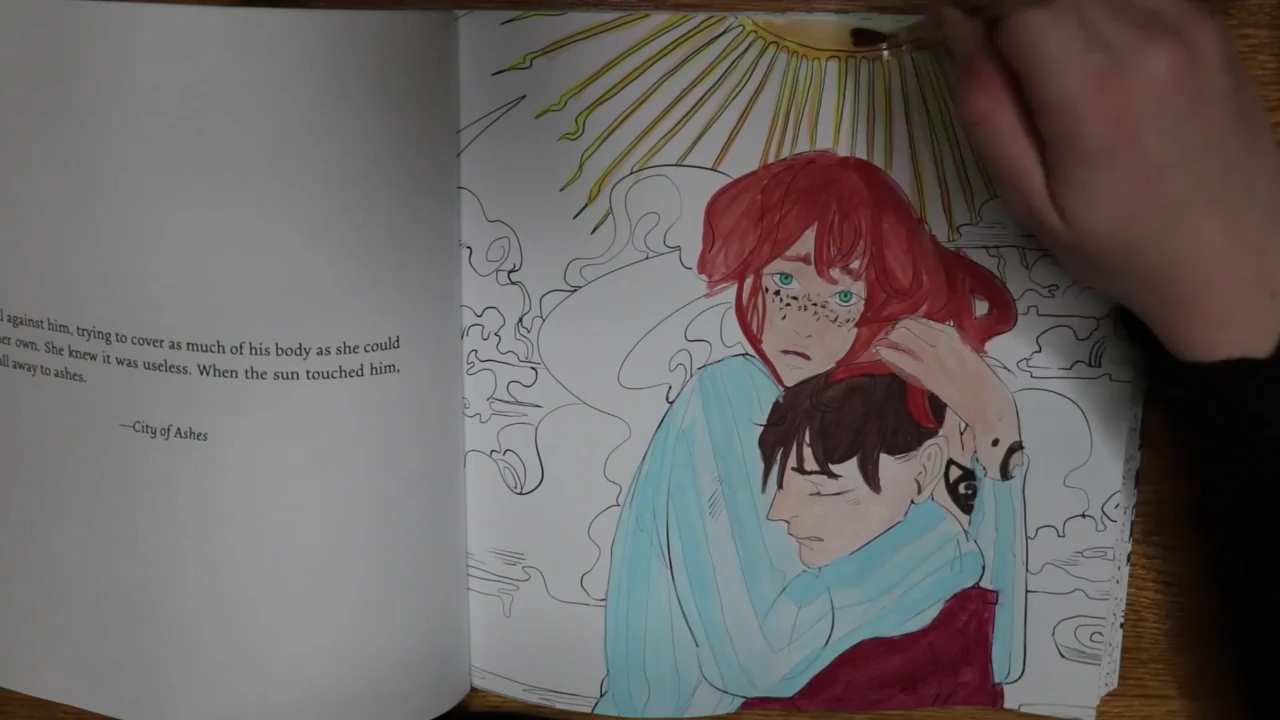 against him, trying to cover as much of his body as she could
her own. She knew it was useless. When the sun touched him,
all away to ashes.
—City of Ashes